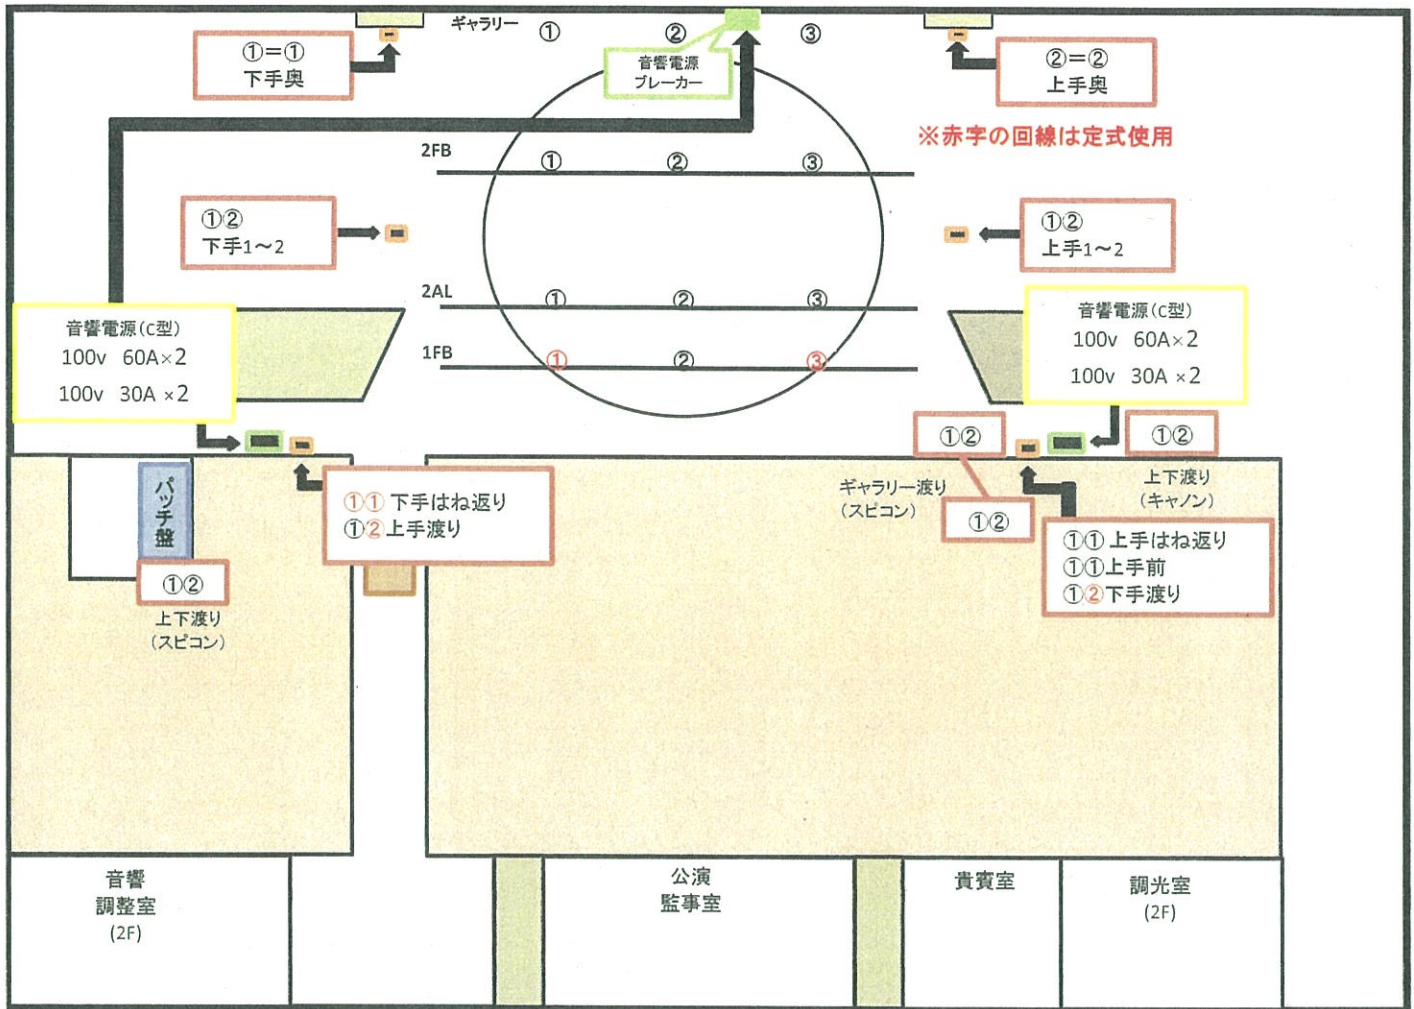 ギャラリー
① ② ③
①=①
下手奥
音響電源
ブレーカー
②=②
上手奥
※赤字の回線は定式使用
2FB
① ② ③
①②
下手1～2
①②
上手1～2
2AL
① ② ③
音響電源(C型)
100v 60A×2
100v 30A ×2
音響電源(C型)
100v 60A×2
100v 30A ×2
1FB
① ② ③
①②
①②
パッチ盤
①① 下手はね返り
①② 上手渡り
ギャラリー渡り
(スピコン)
①②
上下渡り
(キャノン)
①① 上手はね返り
①①上手前
①②下手渡り
①②
上下渡り
(スピコン)
音響
調整室
(2F)
公演
監事室
貴賓室
調光室
(2F)